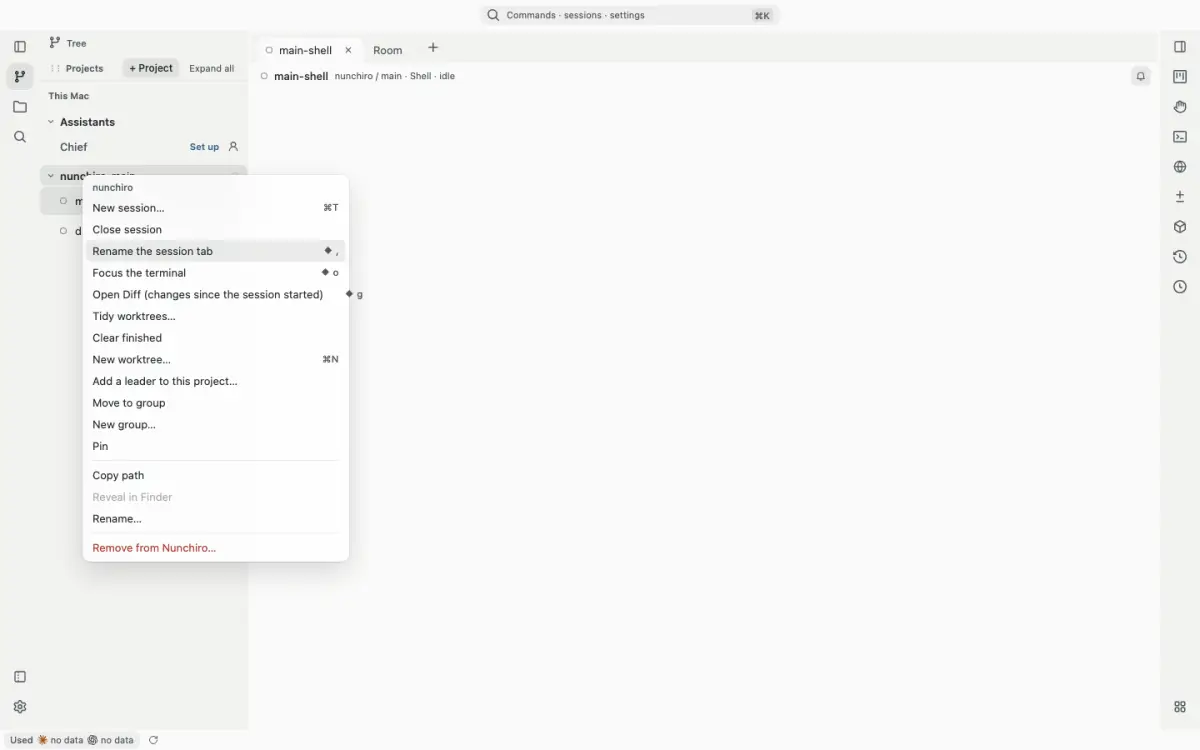 Commands · sessions · settings ⌘K
Tree
Projects + Project Expand all
This Mac
Assistants
Chief Set up
main-shell × Room +
main-shell nunchiro / main · Shell · idle
nunchiro
New session... ⌘T
Close session
Rename the session tab ◆ ,
Focus the terminal ◆ o
Open Diff (changes since the session started) ◆ g
Tidy worktrees...
Clear finished
New worktree... ⌘N
Add a leader to this project...
Move to group
New group...
Pin
Copy path
Reveal in Finder
Rename...
Remove from Nunchiro...
Used no data no data